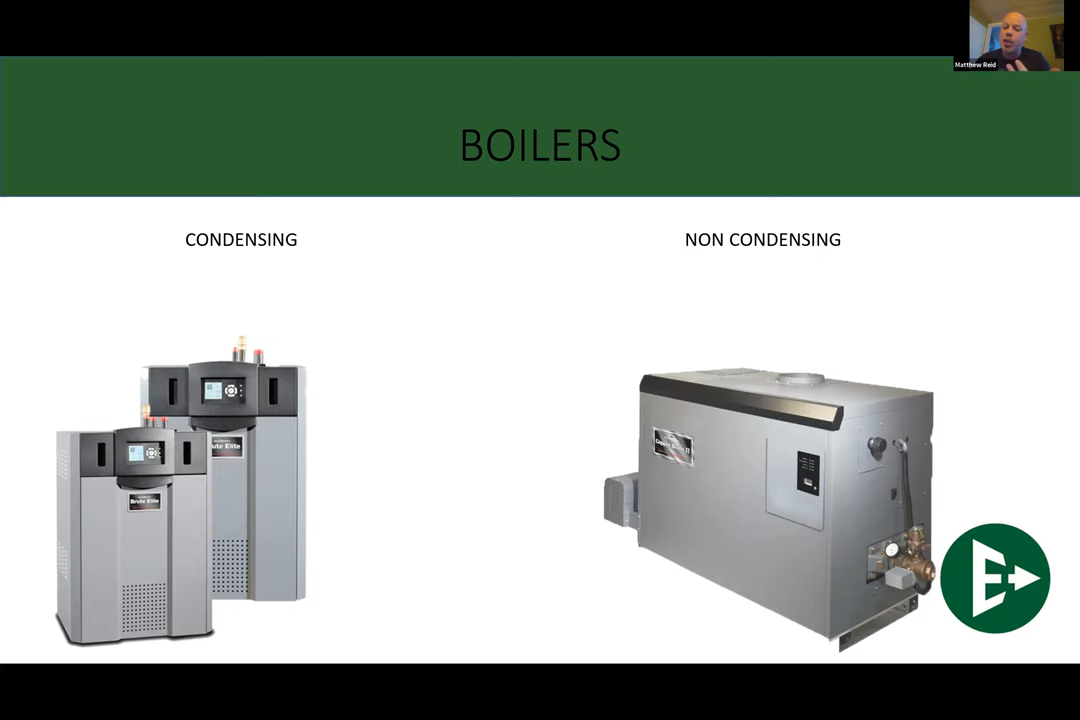 Matthew Reid
BOILERS
CONDENSING
NON CONDENSING
Brute Elite
Brute Elite
E